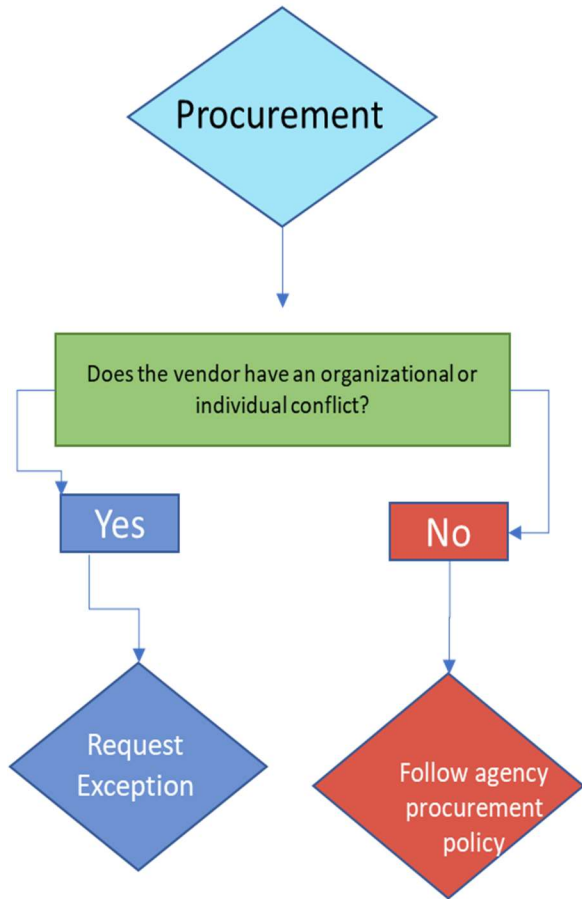 Procurement
Does the vendor have an organizational or
individual conflict?
Yes
No
Request
Exception
Follow agency
procurement
policy